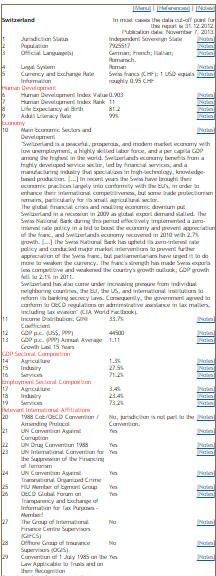 [Menu] | [References] | [Notes]
Switzerland In most cases the data cut-off point for
this report is 31.12.2012.
Publication date: November 7, 2013
1 Jurisdiction Status Independent Sovereign State [Notes]
2 Population 7925517 [Notes]
3 Official Language(s) German; French; Italian; [Notes]
Romansch.
4 Legal System Roman [Notes]
5 Currency and Exchange Rate Swiss francs (CHF); 1 USD equals [Notes]
Information roughly 0.95 CHF
Human Development
6 Human Development Index Value 0.903 [Notes]
7 Human Development Index Rank 11 [Notes]
8 Life Expectancy at Birth 81.2 [Notes]
9 Adult Literacy Rate 99% [Notes]
Economy
10 Main Economic Sectors and [Notes]
Development
"Switzerland is a peaceful, prosperous, and modern market economy with
low unemployment, a highly skilled labor force, and a per capita GDP
among the highest in the world. Switzerland's economy benefits from a
highly developed service sector, led by financial services, and a
manufacturing industry that specializes in high-technology, knowledge-
based production. [...] In recent years the Swiss have brought their
economic practices largely into conformity with the EU's, in order to
enhance their international competitiveness, but some trade protectionism
remains, particularly for its small agricultural sector.
the global financial crisis and resulting economic downturn put
Switzerland in a recession in 2009 as global export demand stalled. The
Swiss National Bank during this period effectively implemented a zero-
interest rate policy in a bid to boost the economy and prevent appreciation
of the franc, and Switzerland's economy recovered in 2010 with 2.7%
growth. [...] the Swiss National Bank has upheld its zero-interest rate
policy and conducted major market interventions to prevent further
appreciation of the Swiss franc, but parliamentarians have urged it to do
more to weaken the currency. The franc's strength has made Swiss exports
less competitive and weakened the country's growth outlook; GDP growth
fell to 2.1% in 2011.
Switzerland has also come under increasing pressure from individual
neighboring countries, the EU, the US, and international institutions to
reform its banking secrecy laws. Consequently, the government agreed to
conform to OECD regulations on administrative assistance in tax matters,
including tax evasion" (CIA World Factbook).
11 Income Distribution: GINI 33.7% [Notes]
Coefficient
12 GDP p.c. (US$, PPP) 44500 [Notes]
13 GDP p.c. (PPP) Annual Average 1.11 [Notes]
Growth Last 15 Years
GDP Sectoral Composition
14 Agriculture 1.3% [Notes]
15 Industry 27.5% [Notes]
16 Services 71.2% [Notes]
Employment Sectoral Composition
17 Agriculture 3.4% [Notes]
18 Industry 23.4% [Notes]
19 Services 73.2% [Notes]
Relevant International Affiliations
20 1988 CoE/OECD Convention / No, jurisdiction is not part to the [Notes]
Amending Protocol Convention.
21 UN Convention Against Yes [Notes]
Corruption
22 UN Drug Convention 1988 Yes [Notes]
23 UN International Convention for Yes [Notes]
the Suppression of the Financing
of Terrorism
24 UN Convention Against Yes [Notes]
Transnational Organized Crime
25 FIU Member of Egmont Group Yes [Notes]
26 OECD Global Forum on Yes [Notes]
Transparency and Exchange of
Information for Tax Purposes -
Member?
27 The Group of International No [Notes]
Finance Centre Supervisors
(GIFCS)
28 Offshore Group of Insurance No [Notes]
Supervisors (OGIS)
29 Convention of 1 July 1985 on the Yes [Notes]
Law Applicable to Trusts and on
their Recognition